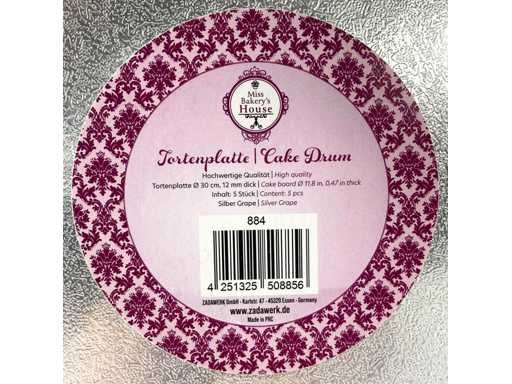 Miss
Bakery's
House
Tortenplatte | Cake Drum
Hochwertige Qualität | High quality
Tortenplatte Ø 30 cm, 12 mm dick | Cake board Ø 11.8 in, 0.47 in thick
Inhalt: 5 Stück | Content: 5 pcs
Silber Grape | Silver Grape
884
4 251325 508856
ZADAWERK GmbH - Karlstr. 47 - 45329 Essen - Germany
www.zadawerk.de
Made in PRC